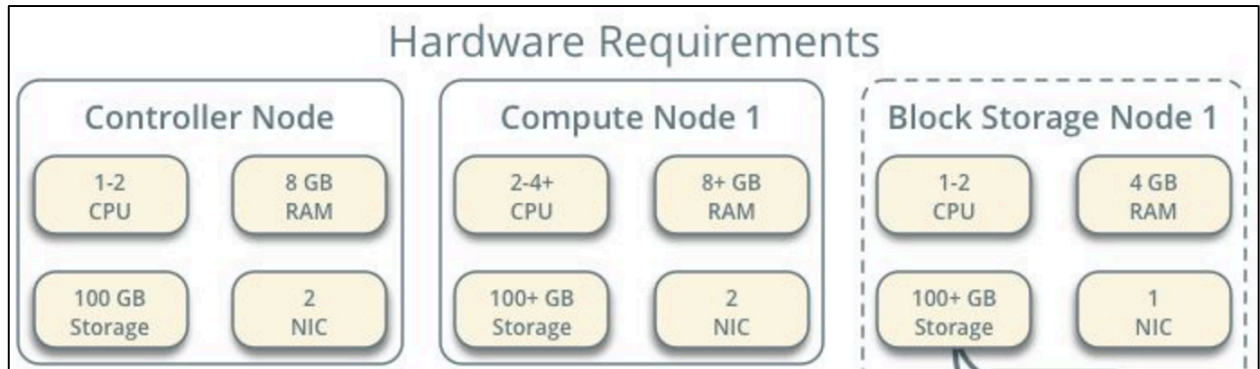 Hardware Requirements
Controller Node
1-2
CPU
8 GB
RAM
100 GB
Storage
2
NIC
Compute Node 1
2-4+
CPU
8+ GB
RAM
100+ GB
Storage
2
NIC
Block Storage Node 1
1-2
CPU
4 GB
RAM
100+ GB
Storage
1
NIC